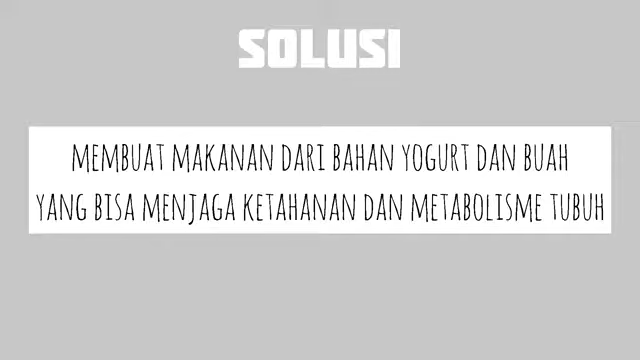 SOLUSI
MEMBUAT MAKANAN DARI BAHAN YOGURT DAN BUAH
YANG BISA MENJAGA KETAHANAN DAN METABOLISME TUBUH